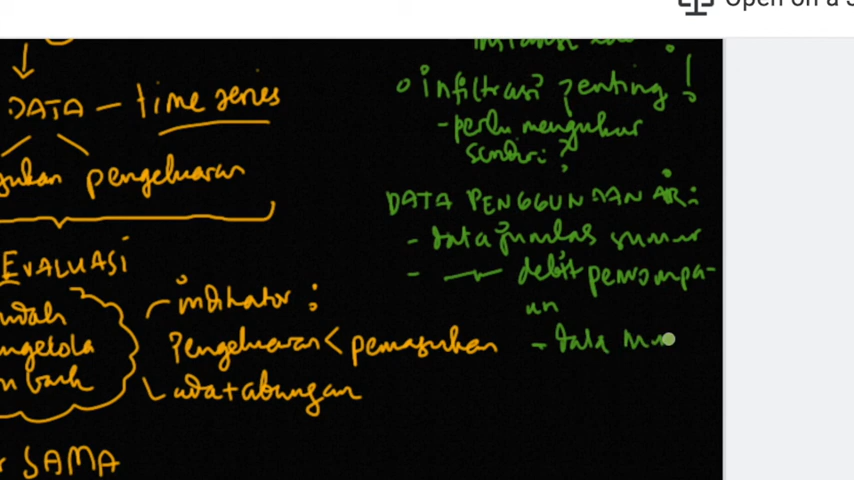 Open on a s
DATA - time series
pengeluaran
EVALUASI
- indikator :
Pengeluaran < pemasukan
ada tabungan
SAMA
infiltrasi? penting!
- perlu mengukur
sendiri?
DATA PENGGUNAAN AIR:
- data jumlah sumur
- debit pemompa-
an
- data